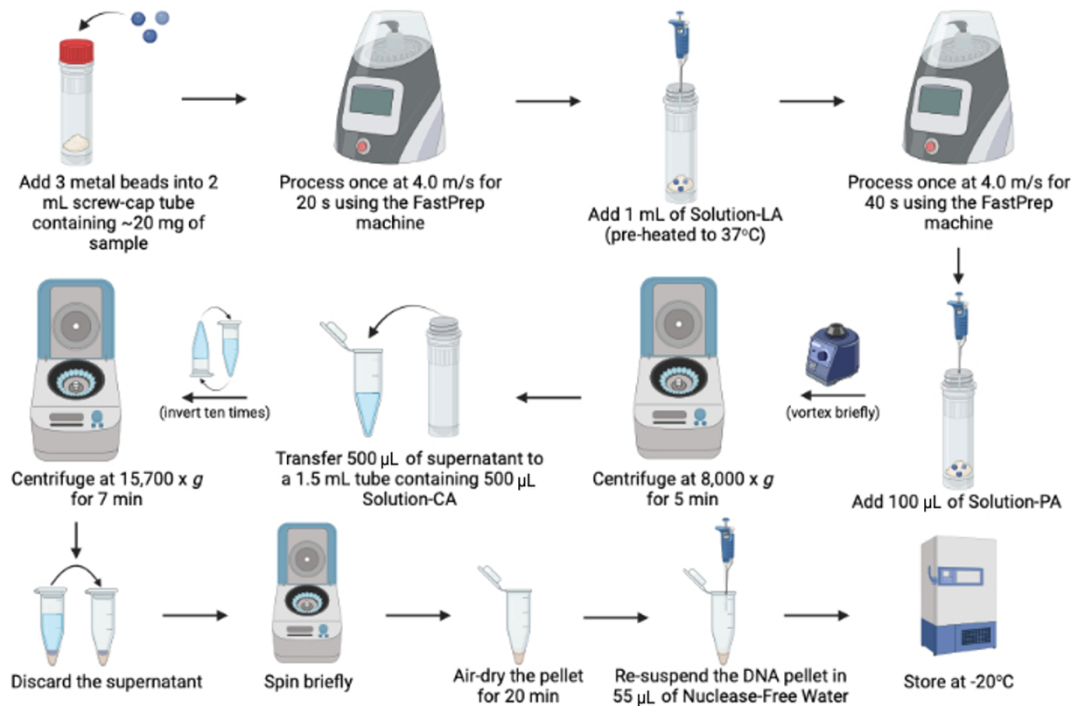 Add 3 metal beads into 2
mL screw-cap tube
containing ~20 mg of
sample
Process once at 4.0 m/s for
20 s using the FastPrep
machine
Add 1 mL of Solution-LA
(pre-heated to 37°C)
Process once at 4.0 m/s for
40 s using the FastPrep
machine
Add 100 µL of Solution-PA
(vortex briefly)
Centrifuge at 8,000 x g
for 5 min
Transfer 500 µL of supernatant to
a 1.5 mL tube containing 500 µL
Solution-CA
(invert ten times)
Centrifuge at 15,700 x g
for 7 min
Discard the supernatant
Spin briefly
Air-dry the pellet
for 20 min
Re-suspend the DNA pellet in
55 µL of Nuclease-Free Water
Store at -20°C